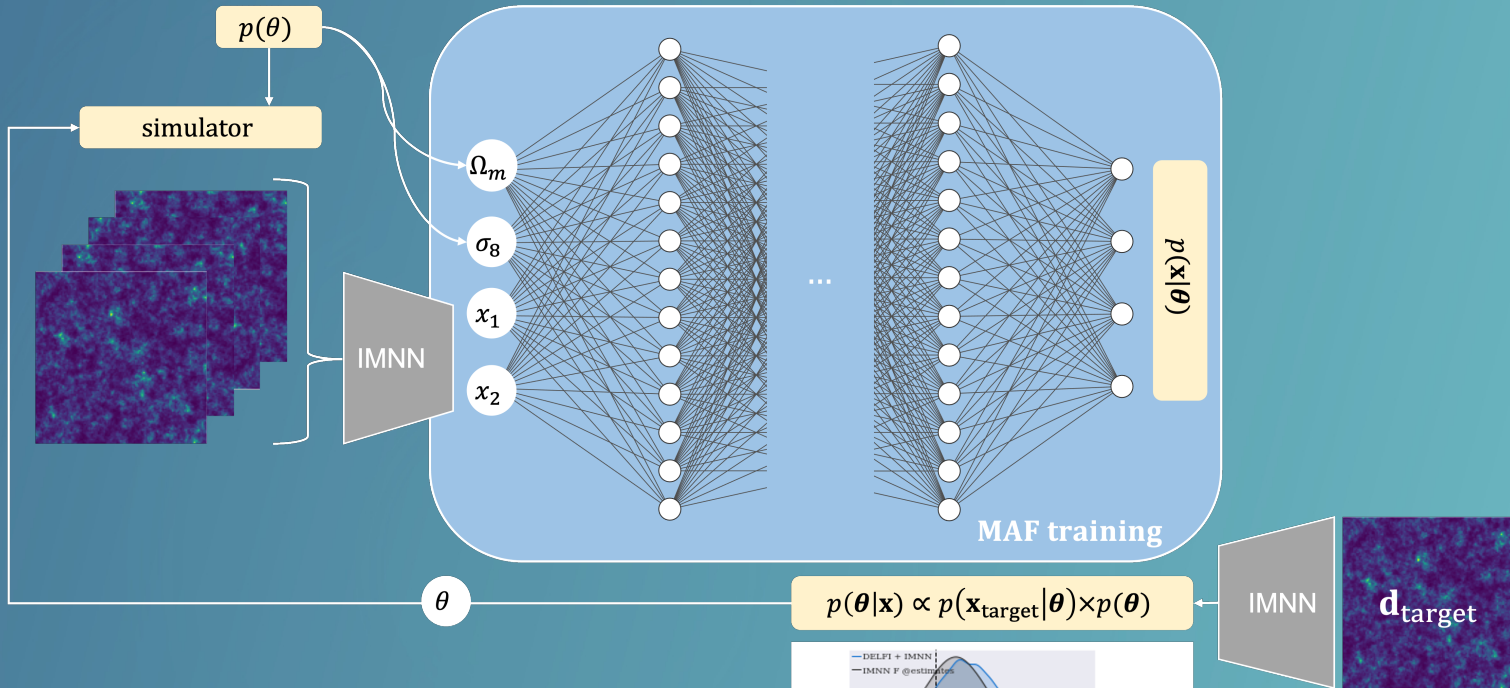 p(θ)
simulator
Ω_m
σ_8
x_1
x_2
IMNN
...
p(𝐱|𝛉)
MAF training
θ
p(𝛉|𝐱) ∝ p(𝐱_target|𝛉)×p(𝛉)
IMNN
𝐝_target
DELFI + IMNN
IMNN F @estimates